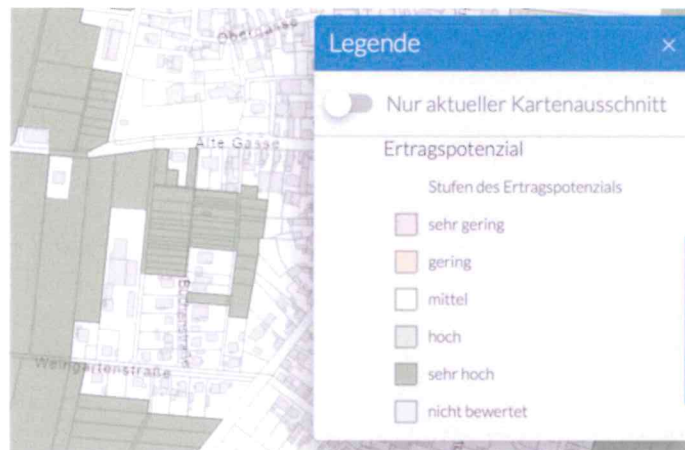 Obergasse
Alte Gasse
Weingartenstraße
Legende
Nur aktueller Kartenausschnitt
Ertragspotenzial
Stufen des Ertragspotenzials
sehr gering
gering
mittel
hoch
sehr hoch
nicht bewertet